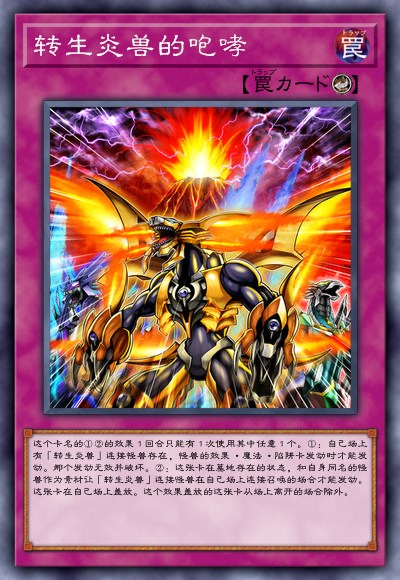 转生炎兽的咆哮
罠
トラップ
【罠カード】
トラップ
这个卡名的①②的效果1回合只能有1次使用其中任意1个。①：自己场上
有「转生炎兽」连接怪兽存在，怪兽的效果·魔法·陷阱卡发动时才能发
动。那个发动无效并破坏。②：这张卡在墓地存在的状态，和自身同名的怪
兽作为素材让「转生炎兽」连接怪兽在自己场上连接召唤的场合才能发动。
这张卡在自己场上盖放。这个效果盖放的这张卡从场上离开的场合除外。